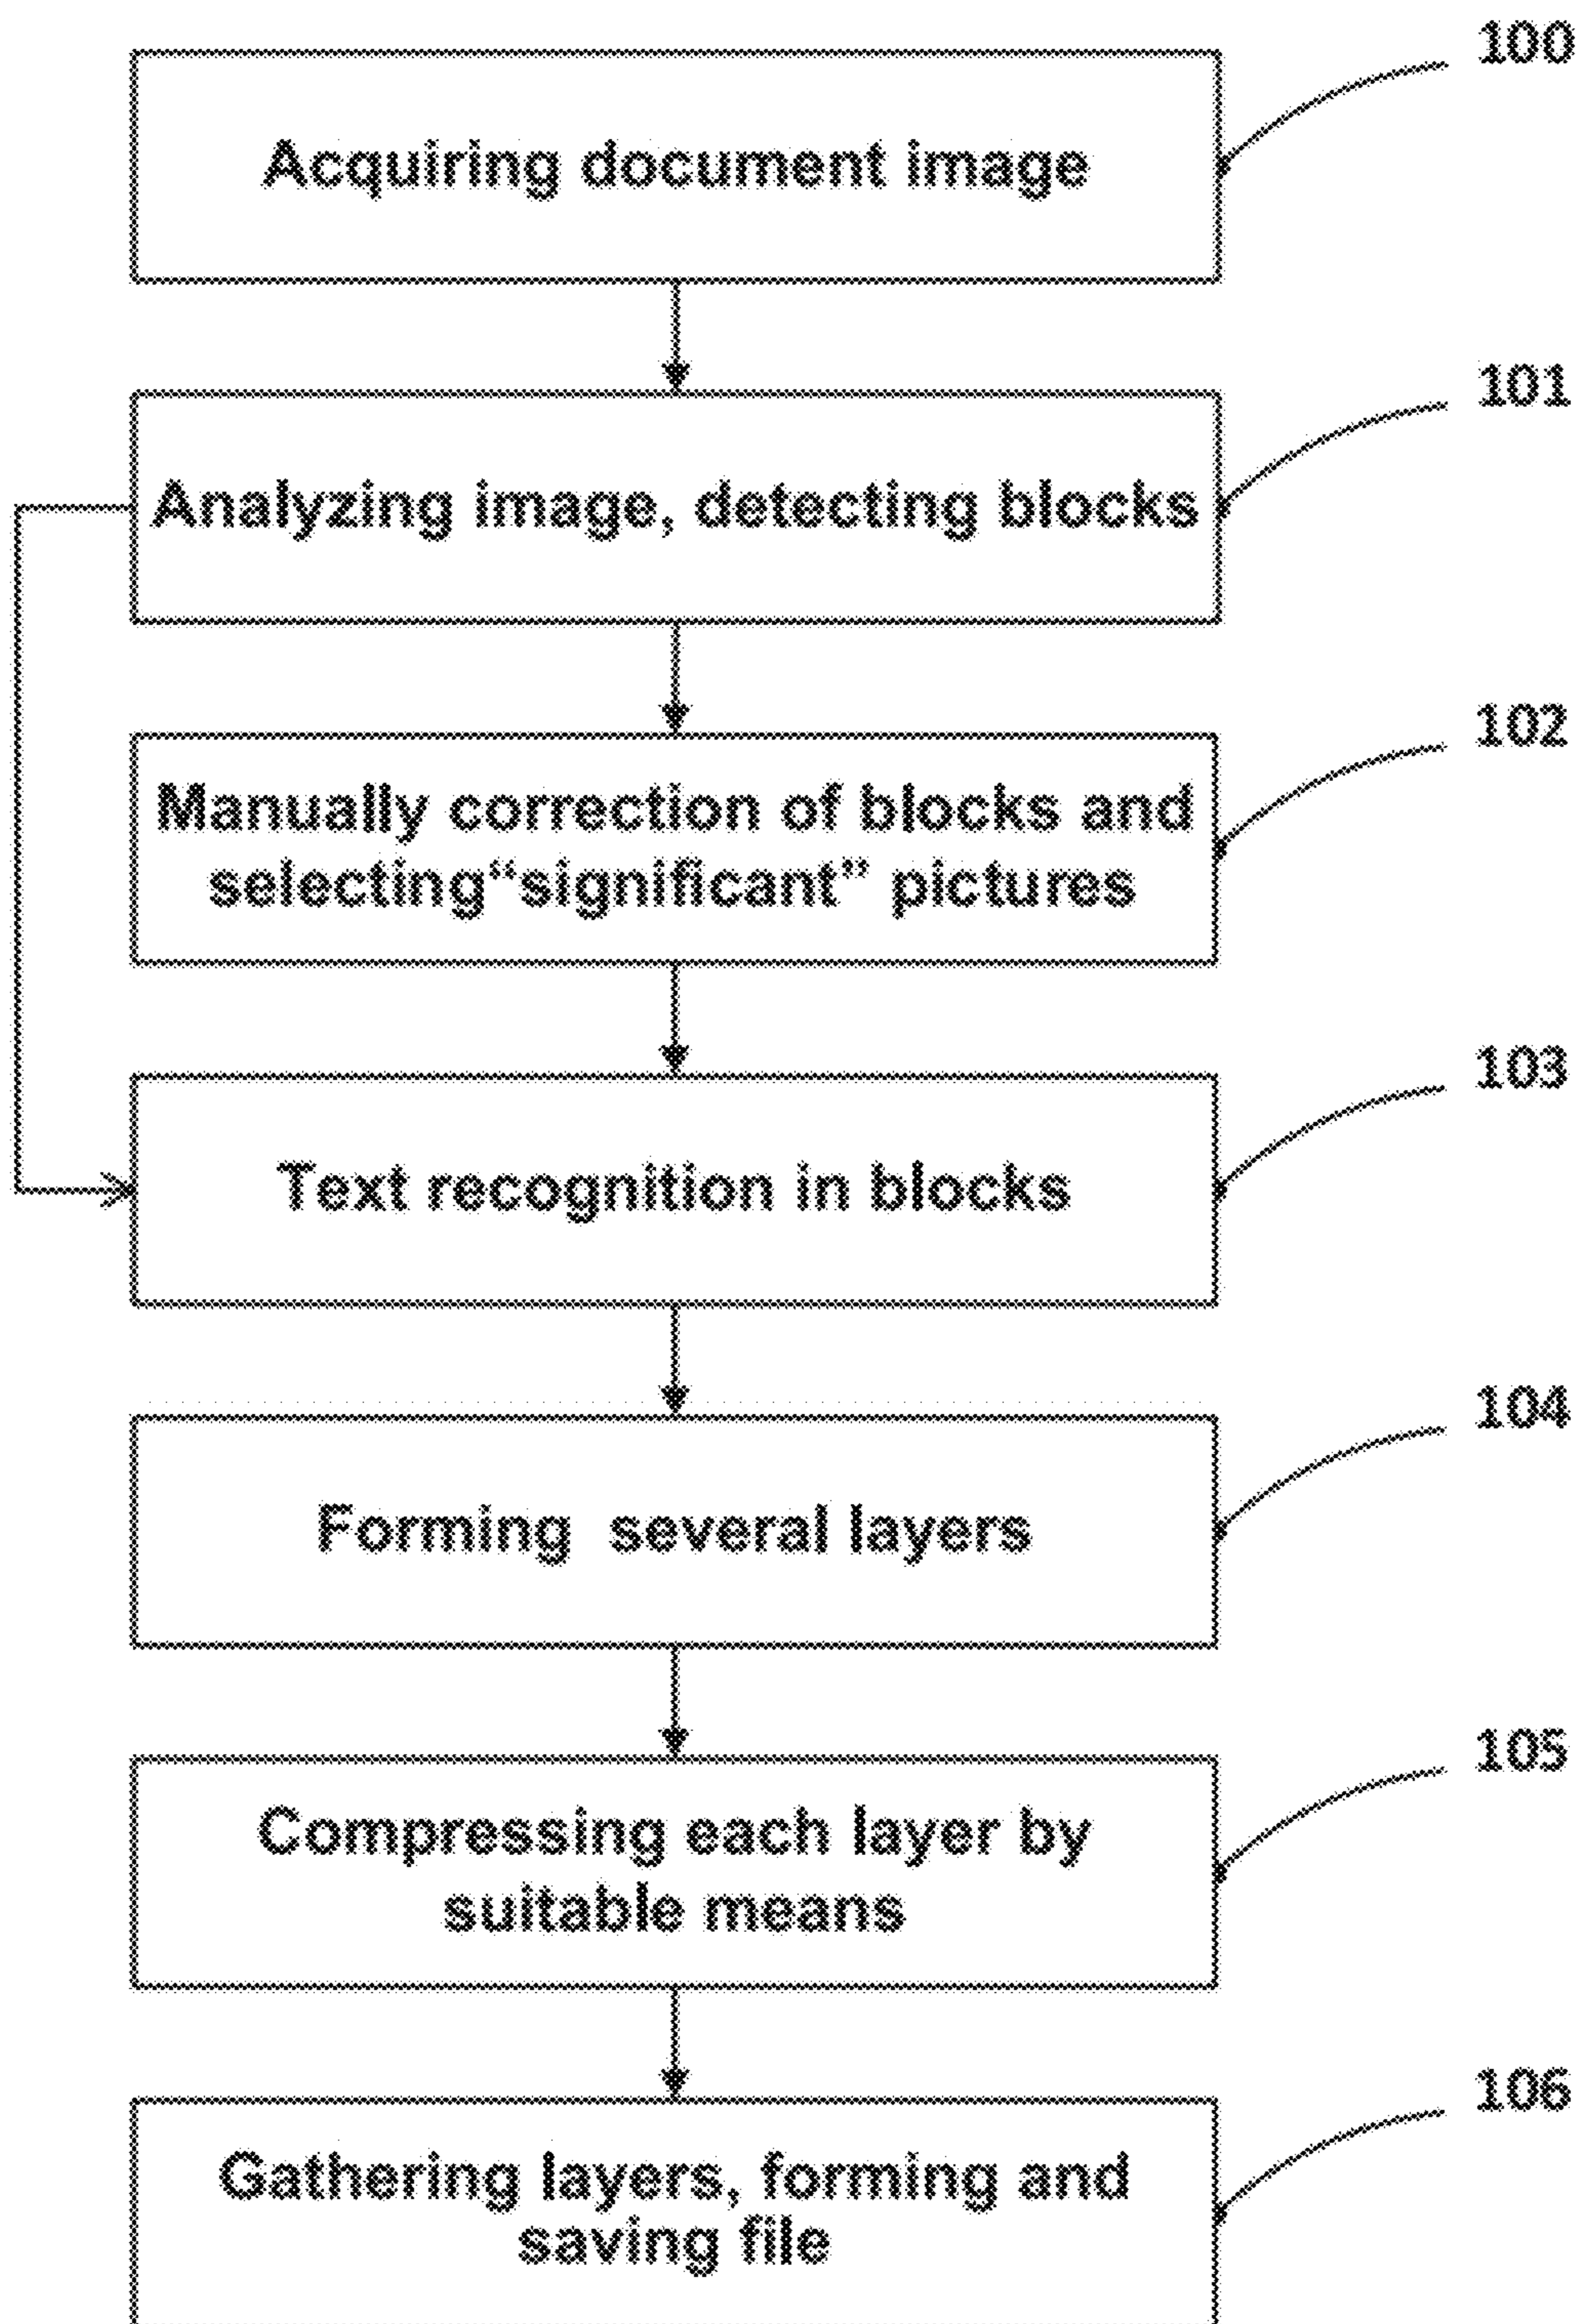 100
Acquiring document image
101
Analyzing image, detecting blocks
102
Manually correction of blocks and
selecting“significant” pictures
103
Text recognition in blocks
104
Forming several layers
105
Compressing each layer by
suitable means
106
Gathering layers, forming and
saving file